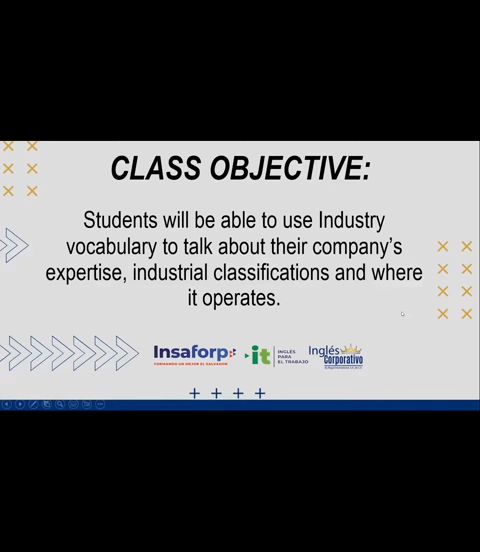 CLASS OBJECTIVE:
Students will be able to use Industry
vocabulary to talk about their company's
expertise, industrial classifications and where
it operates.
Insaforp
FORMANDO UN MEJOR EL SALVADOR
it
INGLÉS
PARA
EL TRABAJO
Inglés
Corporativo